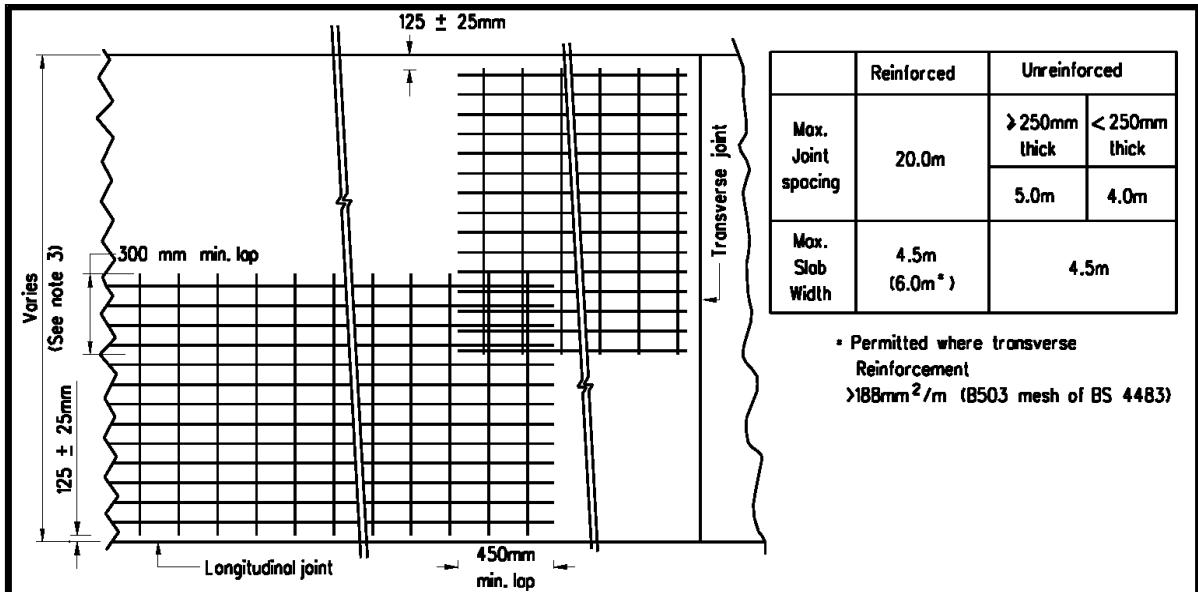 125 ± 25mm
300 mm min. lap
Varies
(See note 3)
125 ± 25mm
Longitudinal joint
450mm
min. lap
Transverse joint
Reinforced
Unreinforced
Max.
Joint
spacing
20.0m
⩾250mm
thick
<250mm
thick
5.0m
4.0m
Max.
Slab
Width
4.5m
(6.0m*)
4.5m
* Permitted where transverse
Reinforcement
>188mm²/m (B503 mesh of BS 4483)